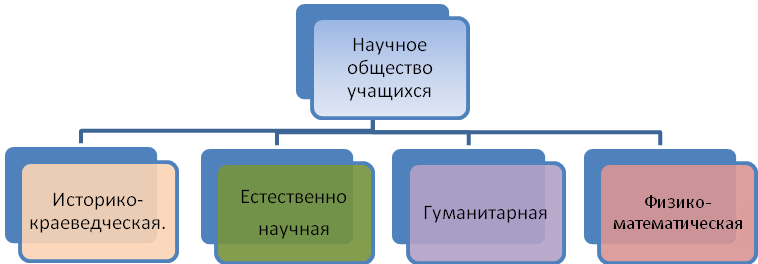 Научное
общество
учащихся
Историко-
краеведческая.
Естественно
научная
Гуманитарная
Физико-
математическая